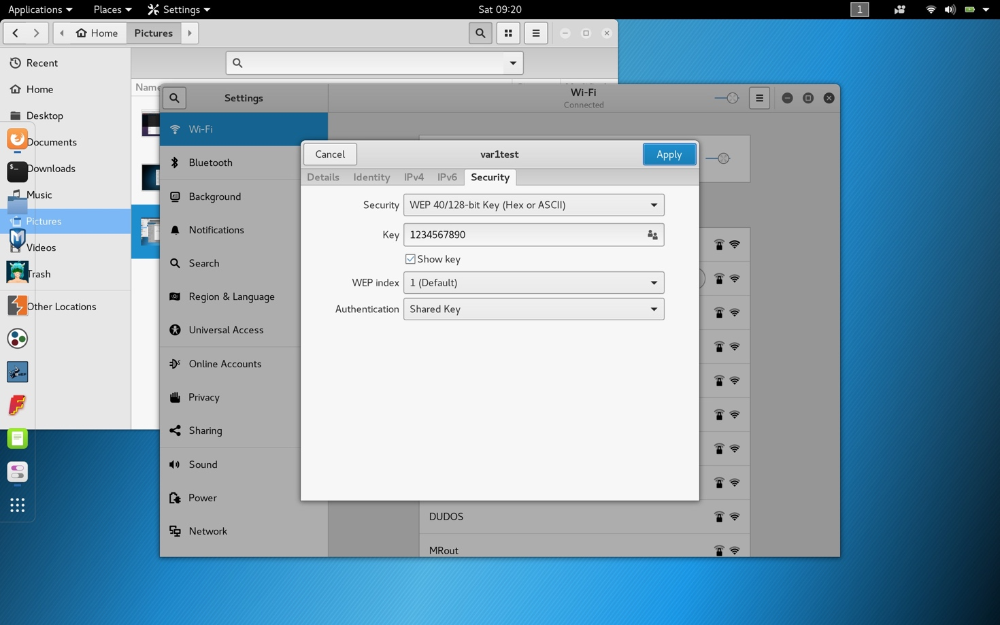 Applications Places Settings Sat 09:20 1
Home Pictures
Recent
Home
Desktop
Documents
Downloads
Music
Pictures
Videos
Trash
Other Locations
Name
Settings
Wi-Fi
Connected
Wi-Fi
Bluetooth
Background
Notifications
Search
Region & Language
Universal Access
Online Accounts
Privacy
Sharing
Sound
Power
Network
Cancel var1test Apply
Details Identity IPv4 IPv6 Security
Security WEP 40/128-bit Key (Hex or ASCII)
Key 1234567890
Show key
WEP index 1 (Default)
Authentication Shared Key
DUDOS
MRout